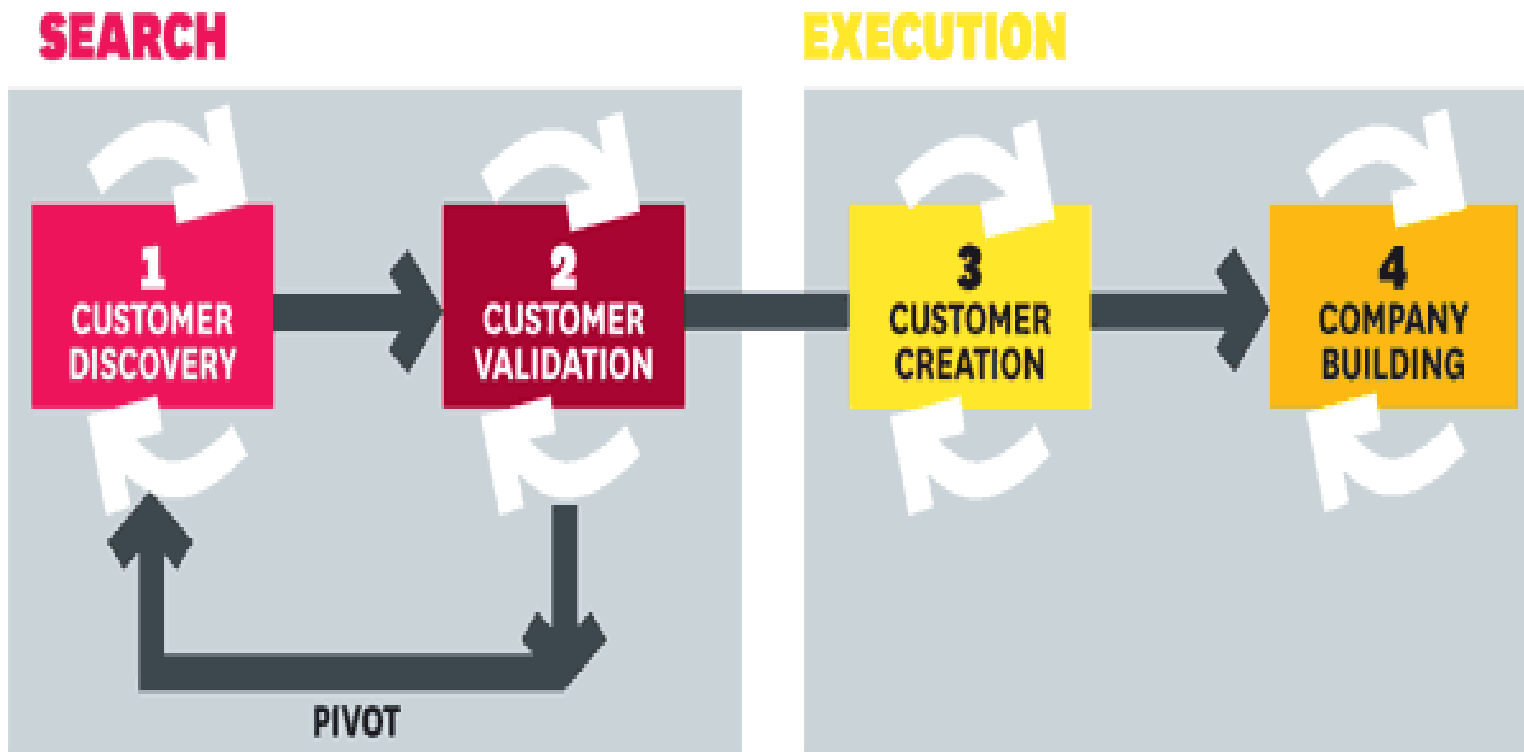 SEARCH
EXECUTION
1
CUSTOMER
DISCOVERY
2
CUSTOMER
VALIDATION
3
CUSTOMER
CREATION
4
COMPANY
BUILDING
PIVOT